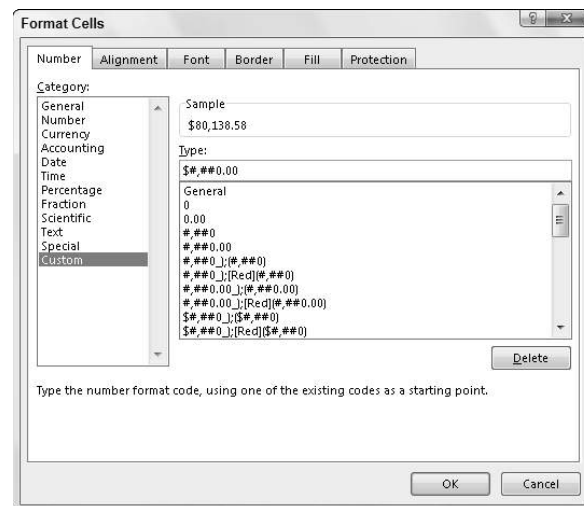 Format Cells
Number Alignment Font Border Fill Protection
Category:
General
Number
Currency
Accounting
Date
Time
Percentage
Fraction
Scientific
Text
Special
Custom
Sample
$80,138.58
Type:
$#,##0.00
General
0
0.00
#,##0
#,##0.00
#,##0_);(#,##0)
#,##0_);[Red](#,##0)
#,##0.00_);(#,##0.00)
#,##0.00_);[Red](#,##0.00)
$#,##0_);($#,##0)
$#,##0_);[Red]($#,##0)
Delete
Type the number format code, using one of the existing codes as a starting point.
OK Cancel